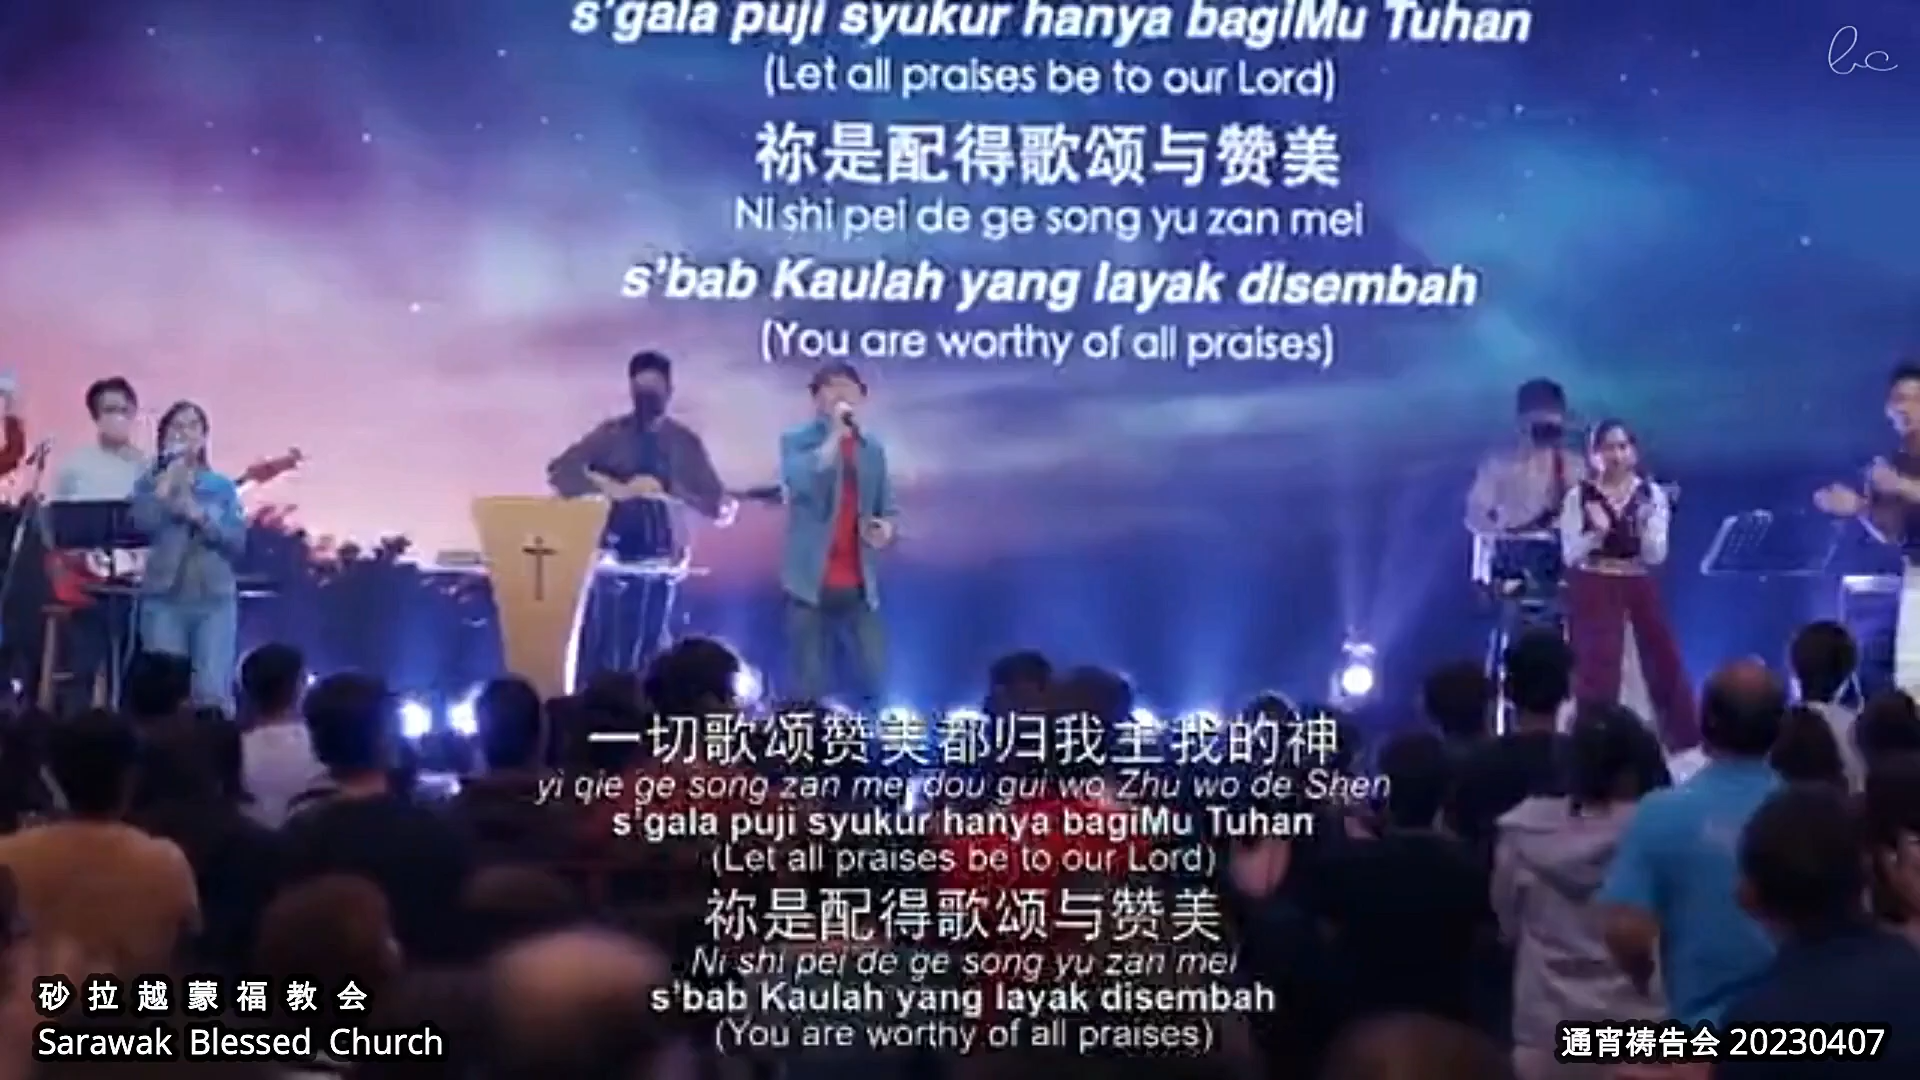 s'gala puji syukur hanya bagiMu Tuhan
(Let all praises be to our Lord)
祢是配得歌颂与赞美
Ni shi pei de ge song yu zan mei
s'bab Kaulah yang layak disembah
(You are worthy of all praises)
一切歌颂赞美都归我主我的神
yi qie ge song zan mei dou gui wo Zhu wo de Shen
s'gala puji syukur hanya bagiMu Tuhan
(Let all praises be to our Lord)
祢是配得歌颂与赞美
Ni shi pei de ge song yu zan mei
s'bab Kaulah yang layak disembah
(You are worthy of all praises)
砂拉越蒙福教会
Sarawak Blessed Church
通宵祷告会 20230407